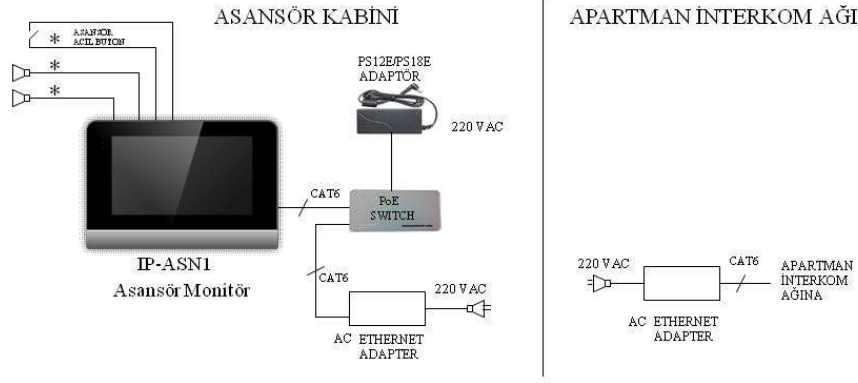 ASANSÖR KABİNİ
APARTMAN İNTERKOM AĞI
* ASANSÖR
ACİL BUTON
*
*
PS12E/PS18E
ADAPTÖR
220 VAC
CAT6
PoE
SWITCH
IP-ASN1
Asansör Monitör
CAT6
220 VAC
AC ETHERNET
ADAPTER
220 VAC
CAT6
APARTMAN
İNTERKOM
AĞINA
AC ETHERNET
ADAPTER